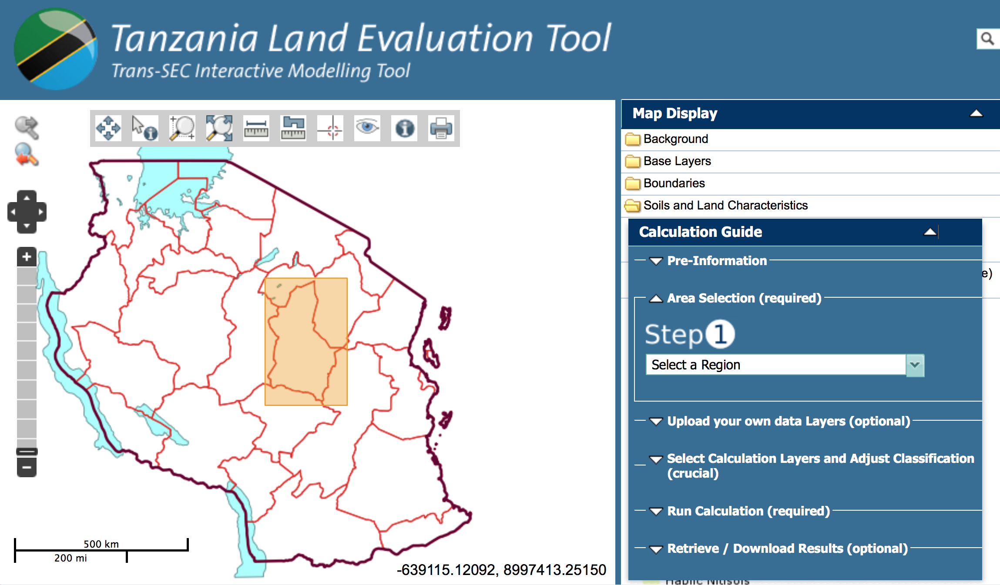 Tanzania Land Evaluation Tool
Trans-SEC Interactive Modelling Tool
Map Display
Background
Base Layers
Boundaries
Soils and Land Characteristics
Calculation Guide
Pre-Information
e)
Area Selection (required)
Step 1
Select a Region
Upload your own data Layers (optional)
Select Calculation Layers and Adjust Classification
(crucial)
Run Calculation (required)
Retrieve / Download Results (optional)
500 km
200 mi
-639115.12092, 8997413.25150
Haplic Nitisols